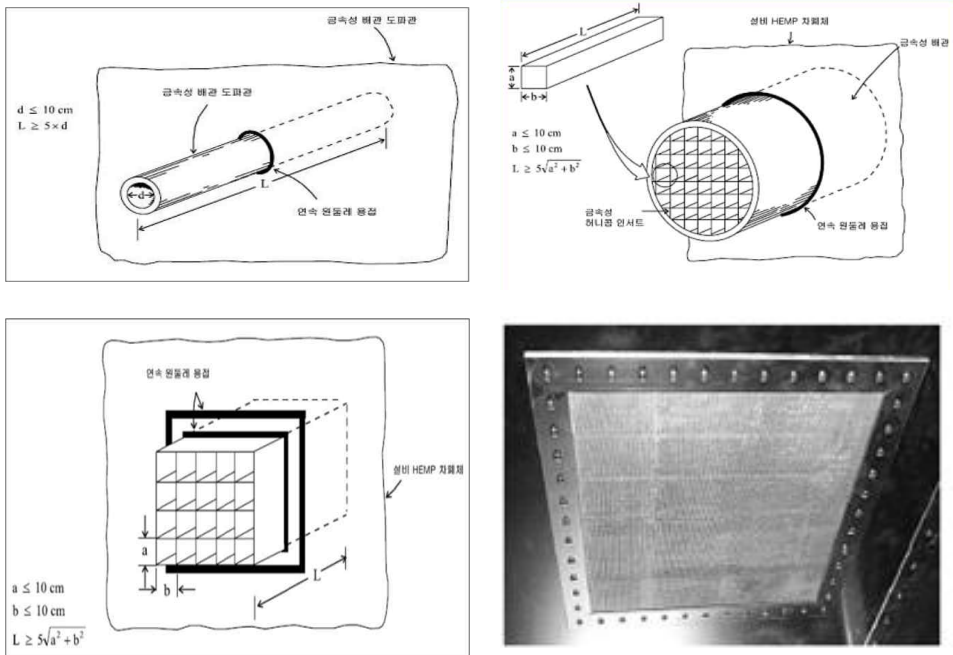 금속성 배관 도파관
금속성 배관 도파관
d ≤ 10 cm
L ≥ 5×d
L
d
연속 원둘레 용접
설비 HEMP 차폐체
금속성 배관
L
a
b
a ≤ 10 cm
b ≤ 10 cm
L ≥ 5√a² + b²
금속성
허니콤 인서트
연속 원둘레 용접
연속 원둘레 용접
설비 HEMP 차폐체
a
b
L
a ≤ 10 cm
b ≤ 10 cm
L ≥ 5√a² + b²